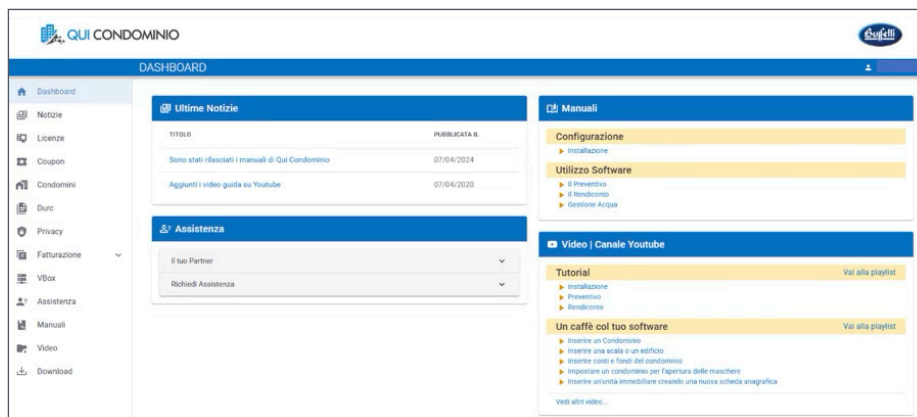 QUI CONDOMINIO
Buffetti
DASHBOARD
Dashboard
Notizie
Licenze
Coupon
Condomini
Durc
Privacy
Fatturazione
VBox
Assistenza
Manuali
Video
Download
Ultime Notizie
TITOLO PUBBLICATA IL
Sono stati rilasciati i manuali di Qui Condominio 07/04/2024
Aggiunti i video guida su Youtube 07/04/2020
Assistenza
Il tuo Partner
Richiedi Assistenza
Manuali
Configurazione
Installazione
Utilizzo Software
Il Preventivo
Il Rendiconto
Gestione Acqua
Video | Canale Youtube
Tutorial Vai alla playlist
Installazione
Preventivo
Rendiconto
Un caffè col tuo software Vai alla playlist
Inserire un Condominio
Inserire una scala o un edificio
Inserire conti e fondi del condominio
Impostare un condominio per l'apertura delle maschere
Inserire un'unità immobiliare creando una nuova scheda anagrafica
Vedi altri video...